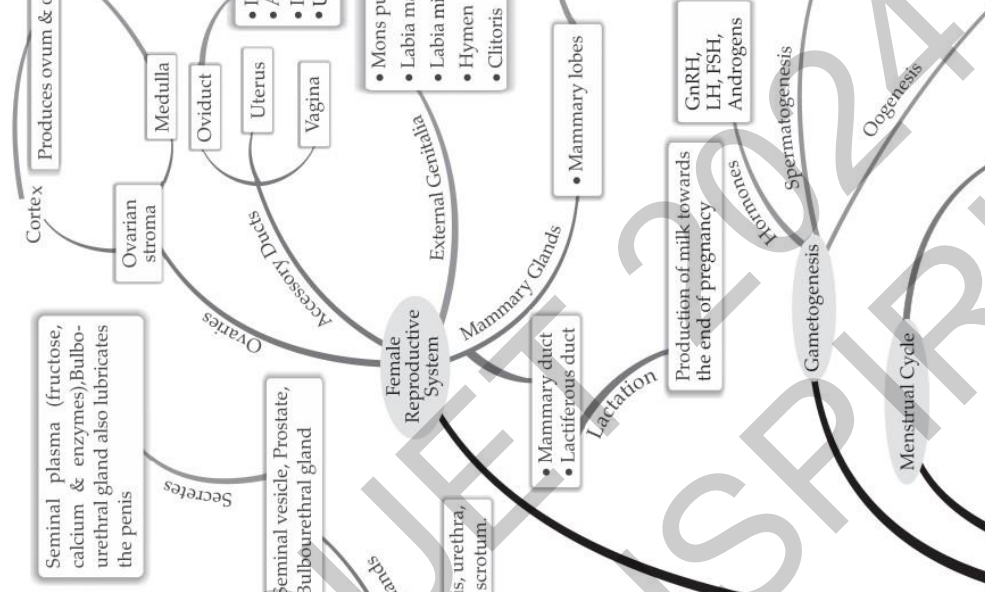 Produces ovum &
Cortex
Medulla
Ovarian
stroma
Oviduct
Uterus
Vagina
Ovaries
Accessory Ducts
• Mons
• Labia
• Labia
• Hymen
• Clitoris
External Genitalia
• Mammary lobes
Mammary Glands
Female
Reproductive
System
• Mammary duct
• Lactiferous duct
Lactation
Production of milk towards
the end of pregnancy
Seminal plasma (fructose,
calcium & enzymes),Bulbo-
urethral gland also lubricates
the penis
Secretes
Seminal vesicle, Prostate,
Bulbourethral gland
urethra,
scrotum.
GnRH,
LH, FSH,
Androgens
Hormones
Spermatogenesis
Oogenesis
Gametogenesis
Menstrual Cycle
UET 2024
NSPIR